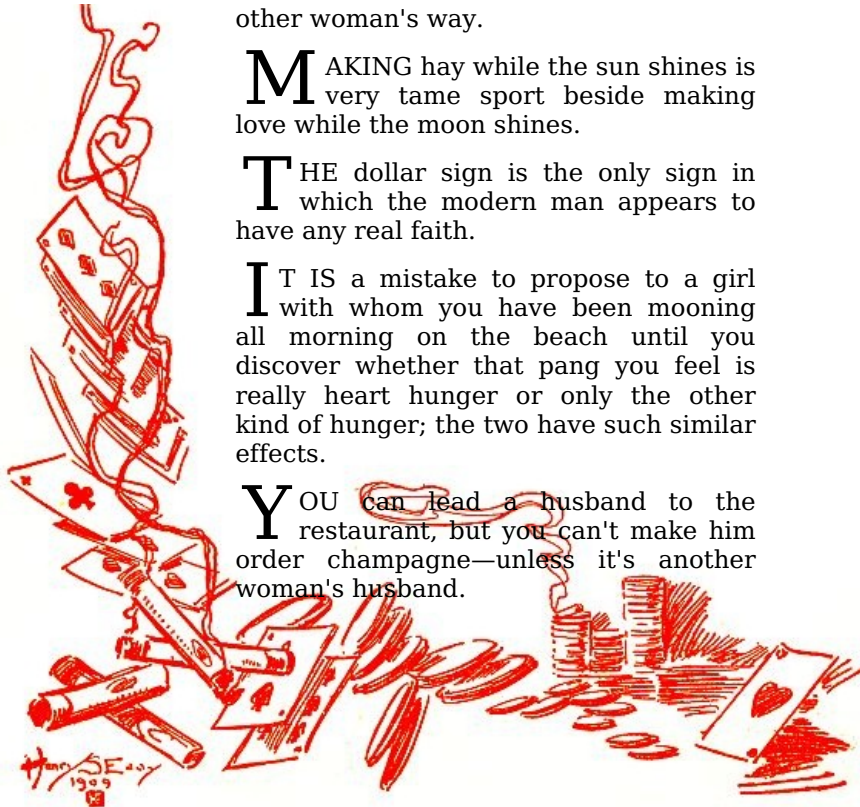 other woman's way.
MAKING hay while the sun shines is
very tame sport beside making
love while the moon shines.
THE dollar sign is the only sign in
which the modern man appears to
have any real faith.
IT IS a mistake to propose to a girl
with whom you have been mooning
all morning on the beach until you
discover whether that pang you feel is
really heart hunger or only the other
kind of hunger; the two have such similar
effects.
YOU can lead a husband to the
restaurant, but you can't make him
order champagne—unless it's another
woman's husband.
1909